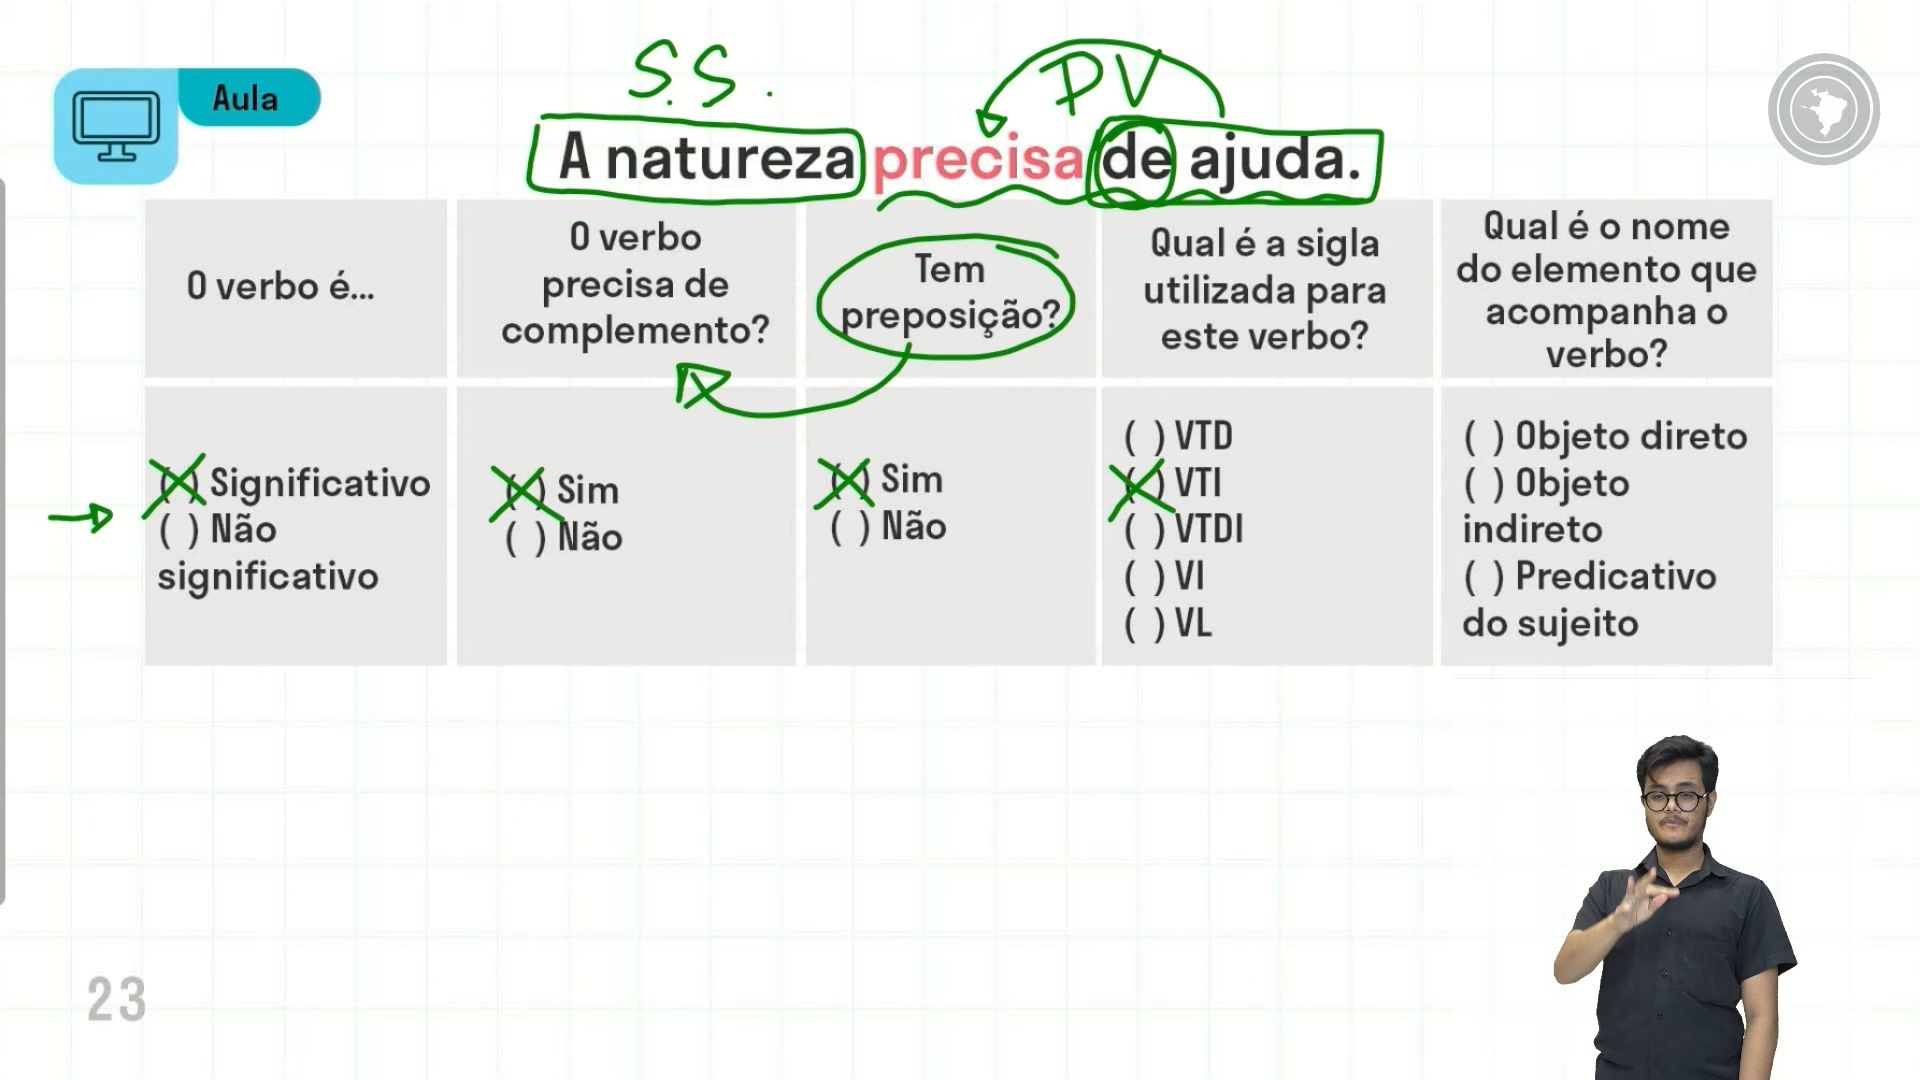 S.S.
PV
Aula
A natureza precisa de ajuda.
O verbo é...
O verbo
precisa de
complemento?
Tem
preposição?
Qual é a sigla
utilizada para
este verbo?
Qual é o nome
do elemento que
acompanha o
verbo?
( ) Significativo
( ) Não
significativo
( ) Sim
( ) Não
( ) Sim
( ) Não
( ) VTD
( ) VTI
( ) VTDI
( ) VI
( ) VL
( ) Objeto direto
( ) Objeto
indireto
( ) Predicativo
do sujeito
23